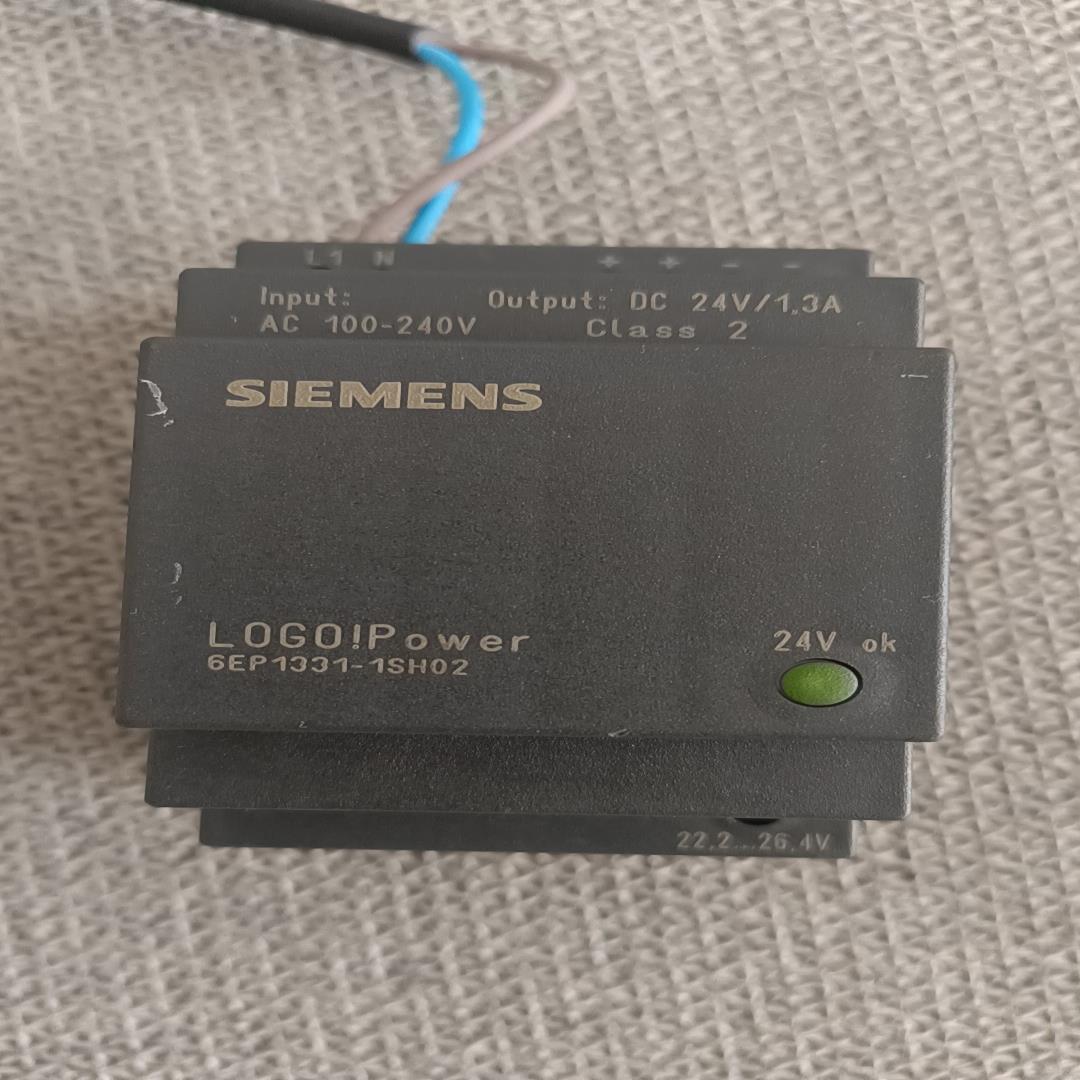 L1 N + + - -
Input: Output: DC 24V/1,3A
AC 100-240V Class 2
SIEMENS
LOGO!Power
6EP1331-1SH02
24V ok
22,2...26,4V